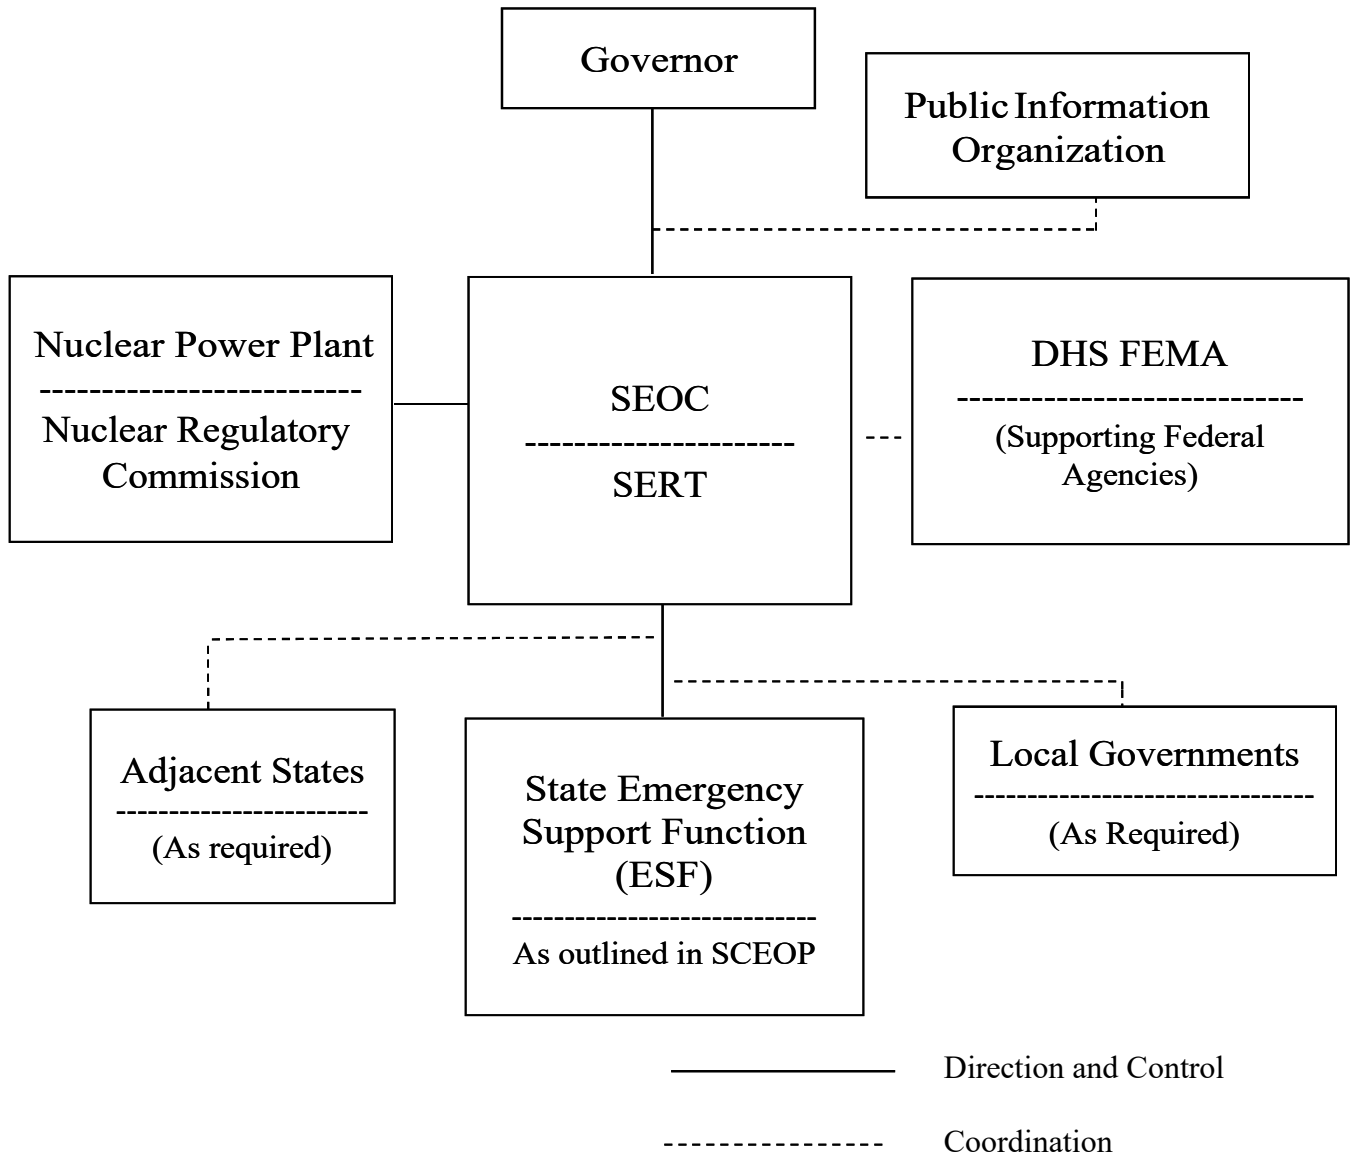 Governor
Public Information
Organization
Nuclear Power Plant
Nuclear Regulatory
Commission
SEOC
SERT
DHS FEMA
(Supporting Federal
Agencies)
Adjacent States
(As required)
State Emergency
Support Function
(ESF)
As outlined in SCEOP
Local Governments
(As Required)
Direction and Control
Coordination